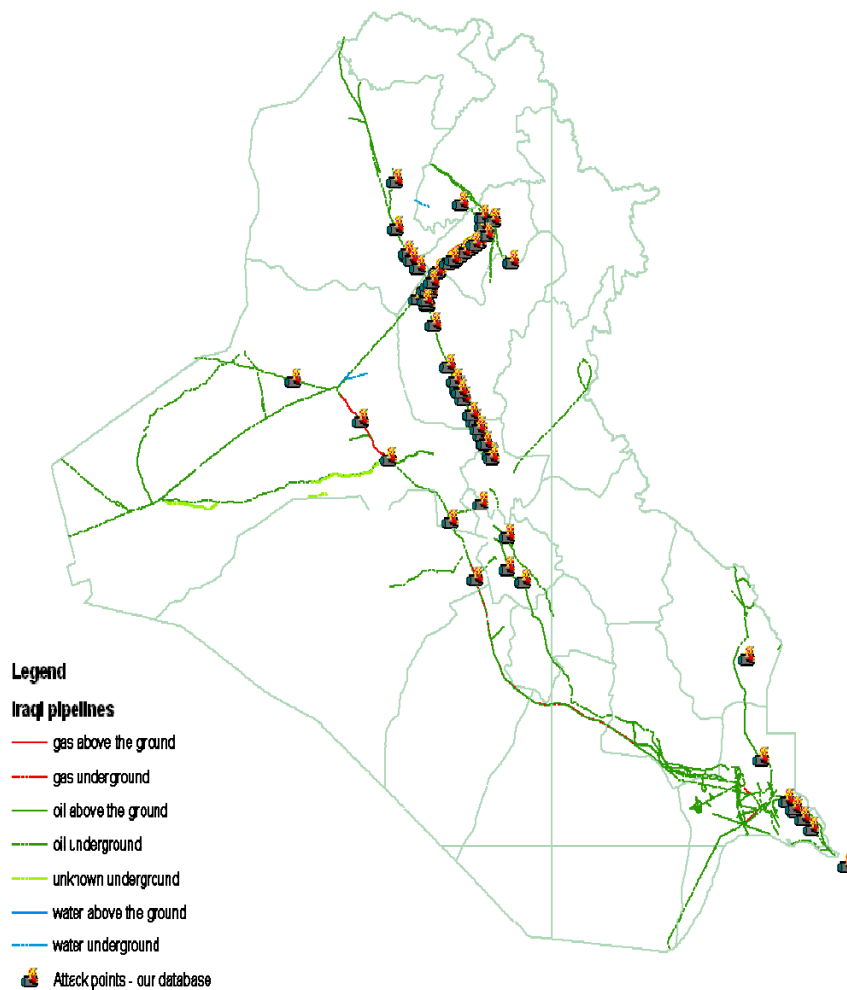 Legend
Iraqi pipelines
gas above the ground
gas underground
oil above the ground
oil underground
unknown underground
water above the ground
water underground
Attack points - our database